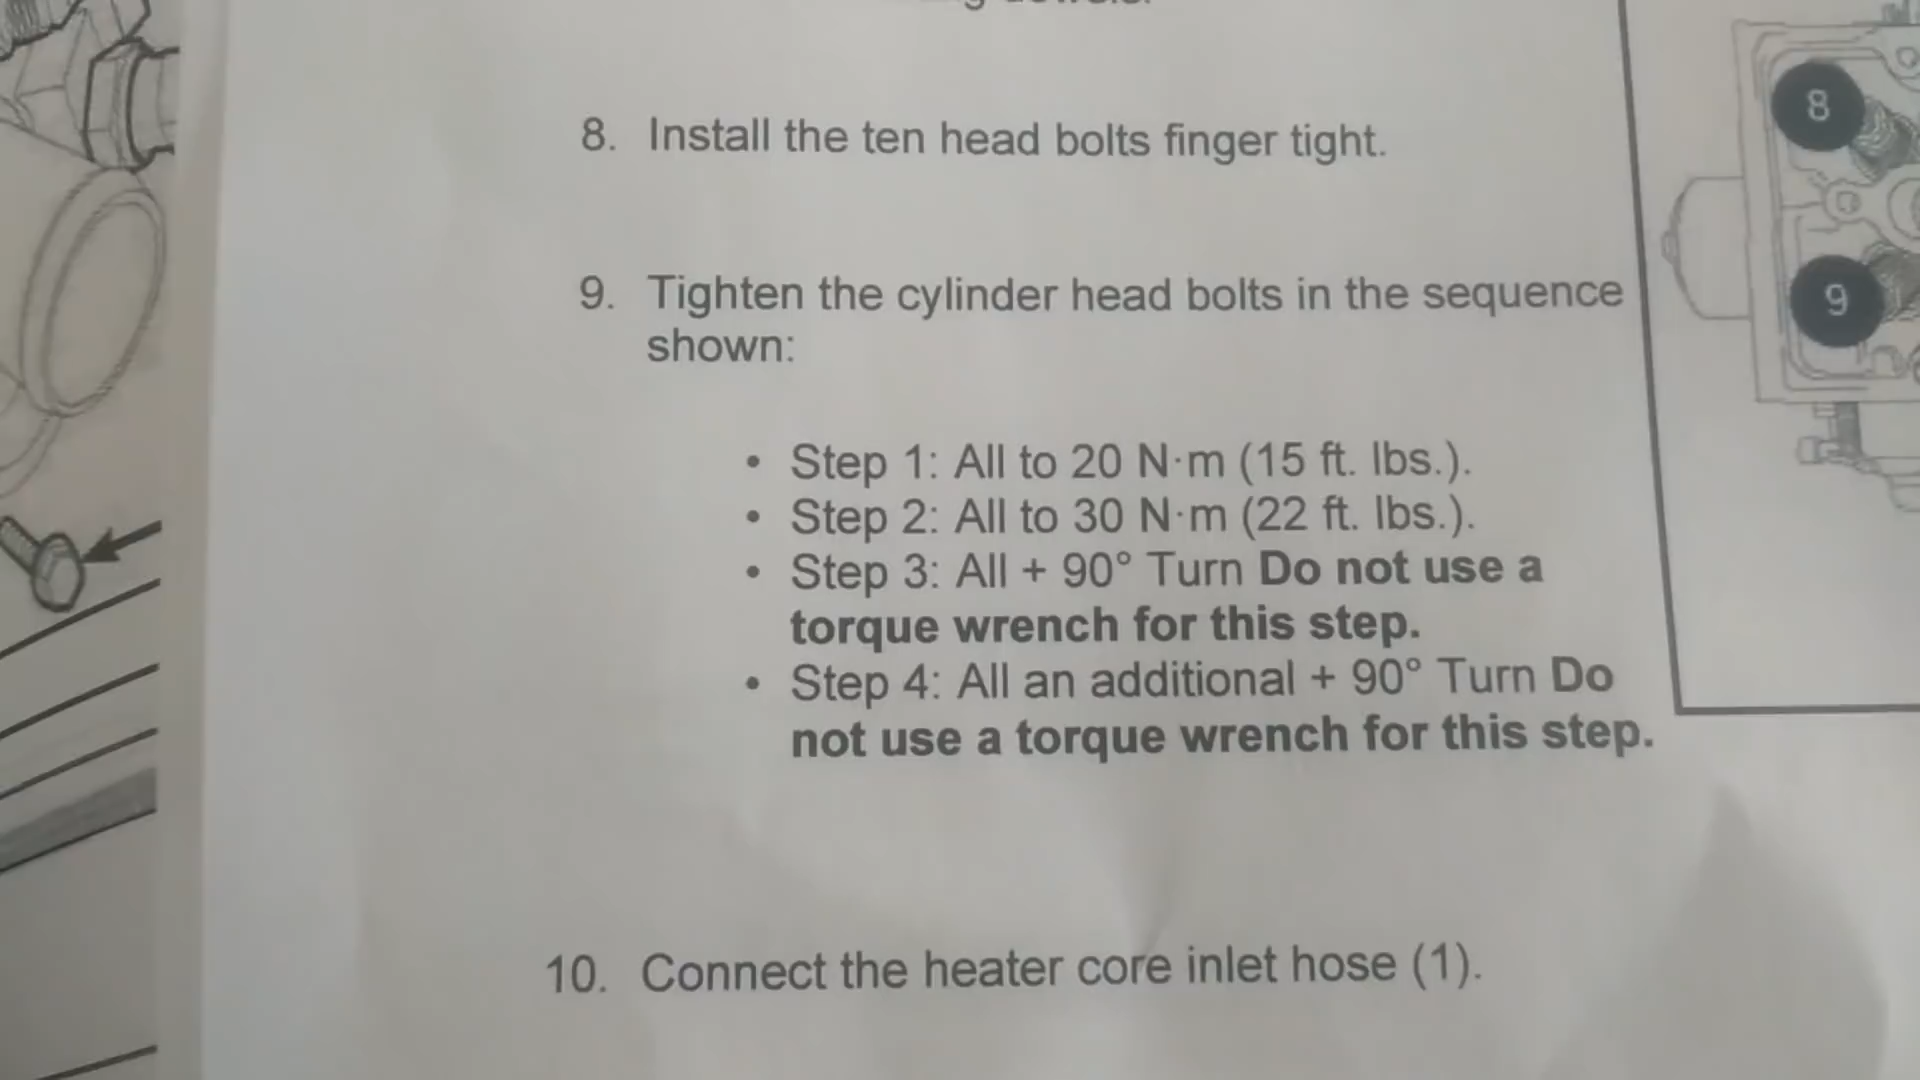 8. Install the ten head bolts finger tight.
9. Tighten the cylinder head bolts in the sequence
shown:
• Step 1: All to 20 N·m (15 ft. lbs.).
• Step 2: All to 30 N·m (22 ft. lbs.).
• Step 3: All + 90° Turn Do not use a
torque wrench for this step.
• Step 4: All an additional + 90° Turn Do
not use a torque wrench for this step.
10. Connect the heater core inlet hose (1).
8
9